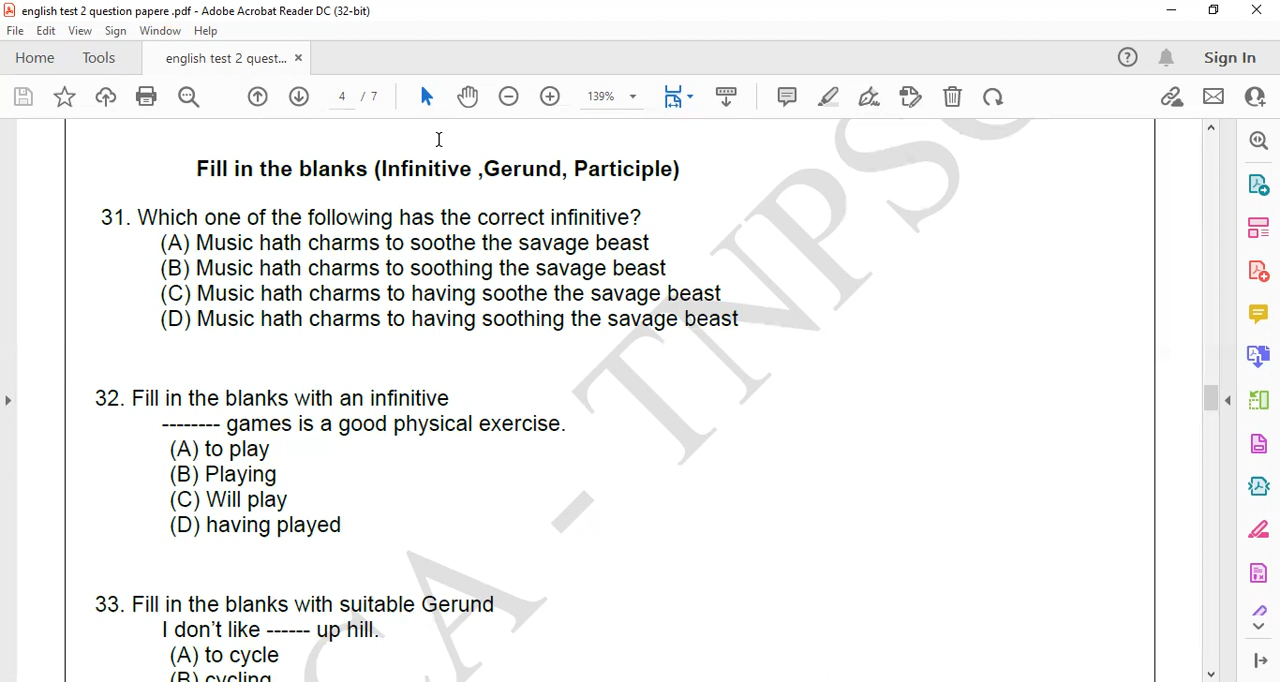 english test 2 question papere .pdf - Adobe Acrobat Reader DC (32-bit)
File Edit View Sign Window Help
Home Tools english test 2 quest... × Sign In
4 / 7 139%
Fill in the blanks (Infinitive ,Gerund, Participle)
31. Which one of the following has the correct infinitive?
(A) Music hath charms to soothe the savage beast
(B) Music hath charms to soothing the savage beast
(C) Music hath charms to having soothe the savage beast
(D) Music hath charms to having soothing the savage beast
32. Fill in the blanks with an infinitive
-------- games is a good physical exercise.
(A) to play
(B) Playing
(C) Will play
(D) having played
33. Fill in the blanks with suitable Gerund
I don't like ------ up hill.
(A) to cycle
(B) cycling
CA - TNPSC